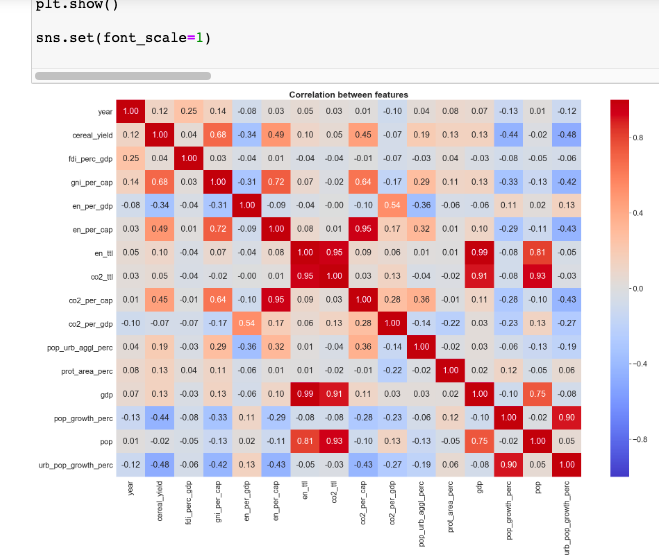 plt.show()
sns.set(font_scale=1)
Correlation between features
year 1.00 0.12 0.25 0.14 -0.08 0.03 0.05 0.03 0.01 -0.10 0.04 0.08 0.07 -0.13 0.01 -0.12
cereal_yield 0.12 1.00 0.04 0.68 -0.34 0.49 0.10 0.05 0.45 -0.07 0.19 0.13 0.13 -0.44 -0.02 -0.48
fdi_perc_gdp 0.25 0.04 1.00 0.03 -0.04 0.01 -0.04 -0.04 -0.01 -0.07 -0.03 0.04 -0.03 -0.08 -0.05 -0.06
gni_per_cap 0.14 0.68 0.03 1.00 -0.31 0.72 0.07 -0.02 0.64 -0.17 0.29 0.11 0.13 -0.33 -0.13 -0.42
en_per_gdp -0.08 -0.34 -0.04 -0.31 1.00 -0.09 -0.04 -0.00 -0.10 0.54 -0.36 -0.06 -0.06 0.11 0.02 0.13
en_per_cap 0.03 0.49 0.01 0.72 -0.09 1.00 0.08 0.01 0.95 0.17 0.32 0.01 0.10 -0.29 -0.11 -0.43
en_ttl 0.05 0.10 -0.04 0.07 -0.04 0.08 1.00 0.95 0.09 0.06 0.01 0.01 0.99 -0.08 0.81 -0.05
co2_ttl 0.03 0.05 -0.04 -0.02 -0.00 0.01 0.95 1.00 0.03 0.13 -0.04 -0.02 0.91 -0.08 0.93 -0.03
co2_per_cap 0.01 0.45 -0.01 0.64 -0.10 0.95 0.09 0.03 1.00 0.28 0.36 -0.01 0.11 -0.28 -0.10 -0.43
co2_per_gdp -0.10 -0.07 -0.07 -0.17 0.54 0.17 0.06 0.13 0.28 1.00 -0.14 -0.22 0.03 -0.23 0.13 -0.27
pop_urb_aggl_perc 0.04 0.19 -0.03 0.29 -0.36 0.32 0.01 -0.04 0.36 -0.14 1.00 -0.02 0.03 -0.06 -0.13 -0.19
prot_area_perc 0.08 0.13 0.04 0.11 -0.06 0.01 0.01 -0.02 -0.01 -0.22 -0.02 1.00 0.02 0.12 -0.05 0.06
gdp 0.07 0.13 -0.03 0.13 -0.06 0.10 0.99 0.91 0.11 0.03 0.03 0.02 1.00 -0.10 0.75 -0.08
pop_growth_perc -0.13 -0.44 -0.08 -0.33 0.11 -0.29 -0.08 -0.08 -0.28 -0.23 -0.06 0.12 -0.10 1.00 -0.02 0.90
pop 0.01 -0.02 -0.05 -0.13 0.02 -0.11 0.81 0.93 -0.10 0.13 -0.13 -0.05 0.75 -0.02 1.00 0.05
urb_pop_growth_perc -0.12 -0.48 -0.06 -0.42 0.13 -0.43 -0.05 -0.03 -0.43 -0.27 -0.19 0.06 -0.08 0.90 0.05 1.00
year cereal_yield fdi_perc_gdp gni_per_cap en_per_gdp en_per_cap en_ttl co2_ttl co2_per_cap co2_per_gdp pop_urb_aggl_perc prot_area_perc gdp pop_growth_perc pop urb_pop_growth_perc
0.8
0.4
0.0
-0.4
-0.8